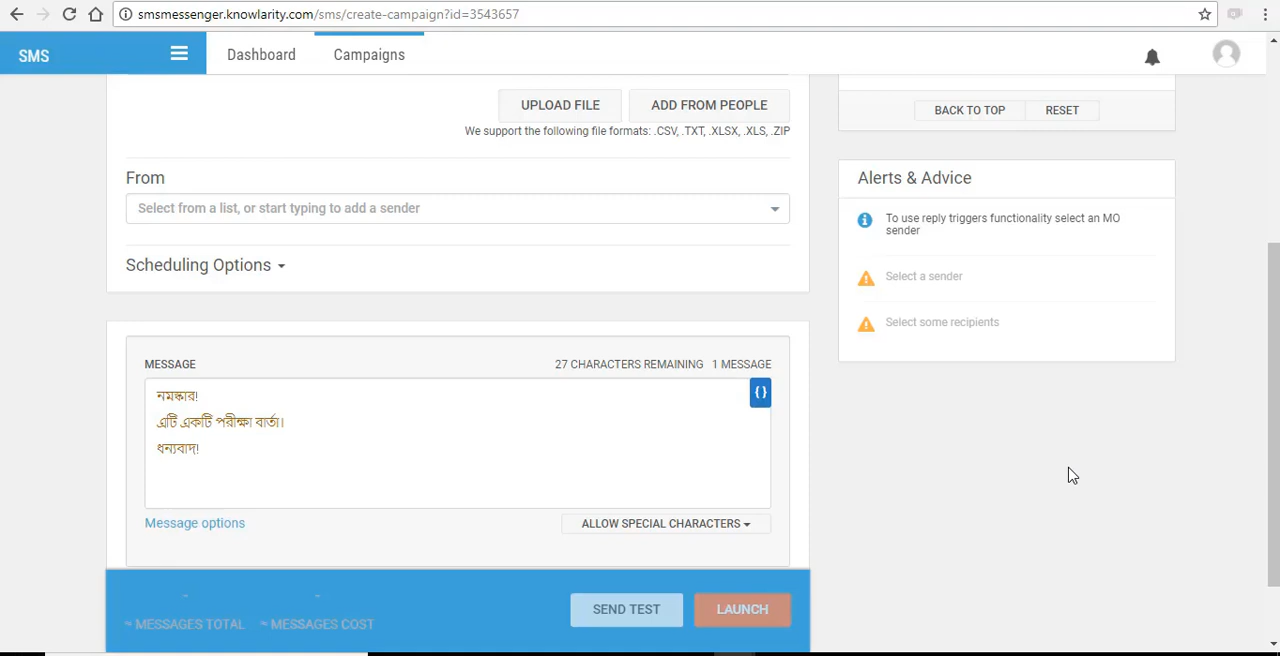 smsmessenger.knowlarity.com/sms/create-campaign?id=3543657
SMS
Dashboard
Campaigns
UPLOAD FILE
ADD FROM PEOPLE
We support the following file formats: .CSV, .TXT, .XLSX, .XLS, .ZIP
From
Select from a list, or start typing to add a sender
Scheduling Options
MESSAGE
27 CHARACTERS REMAINING 1 MESSAGE
{}
নমস্কার!
এটি একটি পরীক্ষা বার্তা।।
ধন্যবাদ!
Message options
ALLOW SPECIAL CHARACTERS
- -
≈ MESSAGES TOTAL ≈ MESSAGES COST
SEND TEST
LAUNCH
BACK TO TOP
RESET
Alerts & Advice
To use reply triggers functionality select an MO
sender
Select a sender
Select some recipients